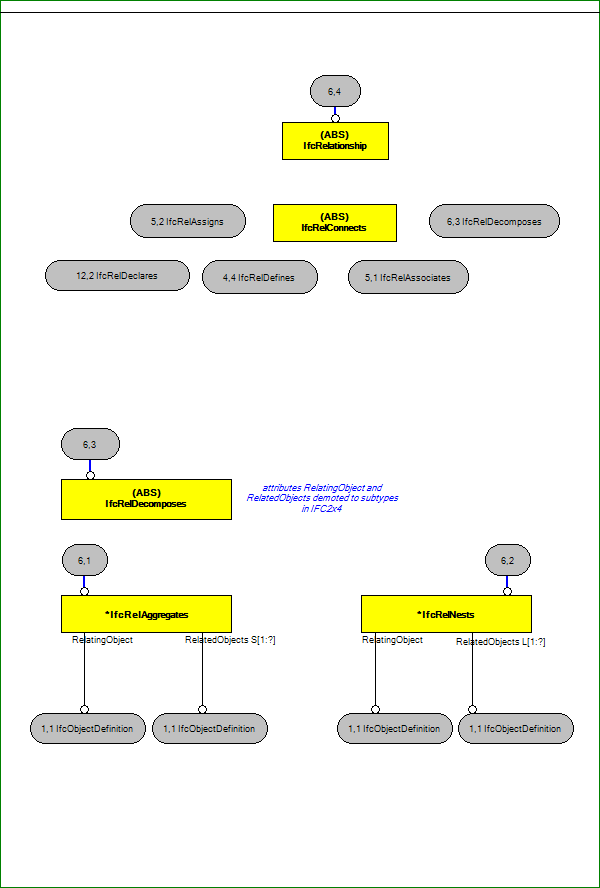 6,4
(ABS)
IfcRelationship
5,2 IfcRelAssigns
(ABS)
IfcRelConnects
6,3 IfcRelDecomposes
12,2 IfcRelDeclares
4,4 IfcRelDefines
5,1 IfcRelAssociates
6,3
(ABS)
IfcRelDecomposes
attributes RelatingObject and
RelatedObjects demoted to subtypes
in IFC2x4
6,1
6,2
*IfcRelAggregates
*IfcRelNests
RelatingObject
RelatedObjects S[1:?]
RelatingObject
RelatedObjects L[1:?]
1,1 IfcObjectDefinition
1,1 IfcObjectDefinition
1,1 IfcObjectDefinition
1,1 IfcObjectDefinition